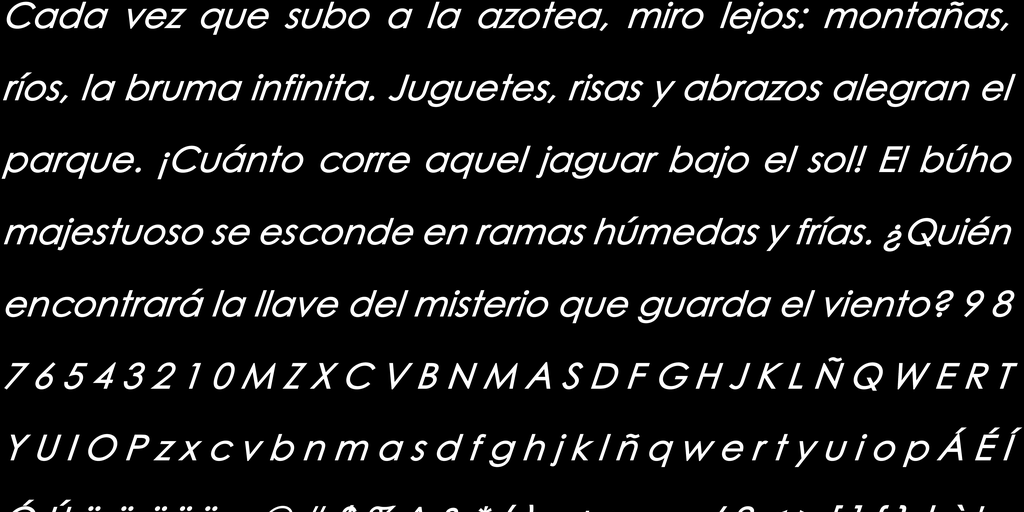 Cada vez que subo a la azotea, miro lejos: montañas,
ríos, la bruma infinita. Juguetes, risas y abrazos alegran el
parque. ¡Cuánto corre aquel jaguar bajo el sol! El búho
majestuoso se esconde en ramas húmedas y frías. ¿Quién
encontrará la llave del misterio que guarda el viento? 9 8
7 6 5 4 3 2 1 0 M Z X C V B N M A S D F G H J K L Ñ Q W E R T
Y U I O P z x c v b n m a s d f g h j k l ñ q w e r t y u i o p Á É Í